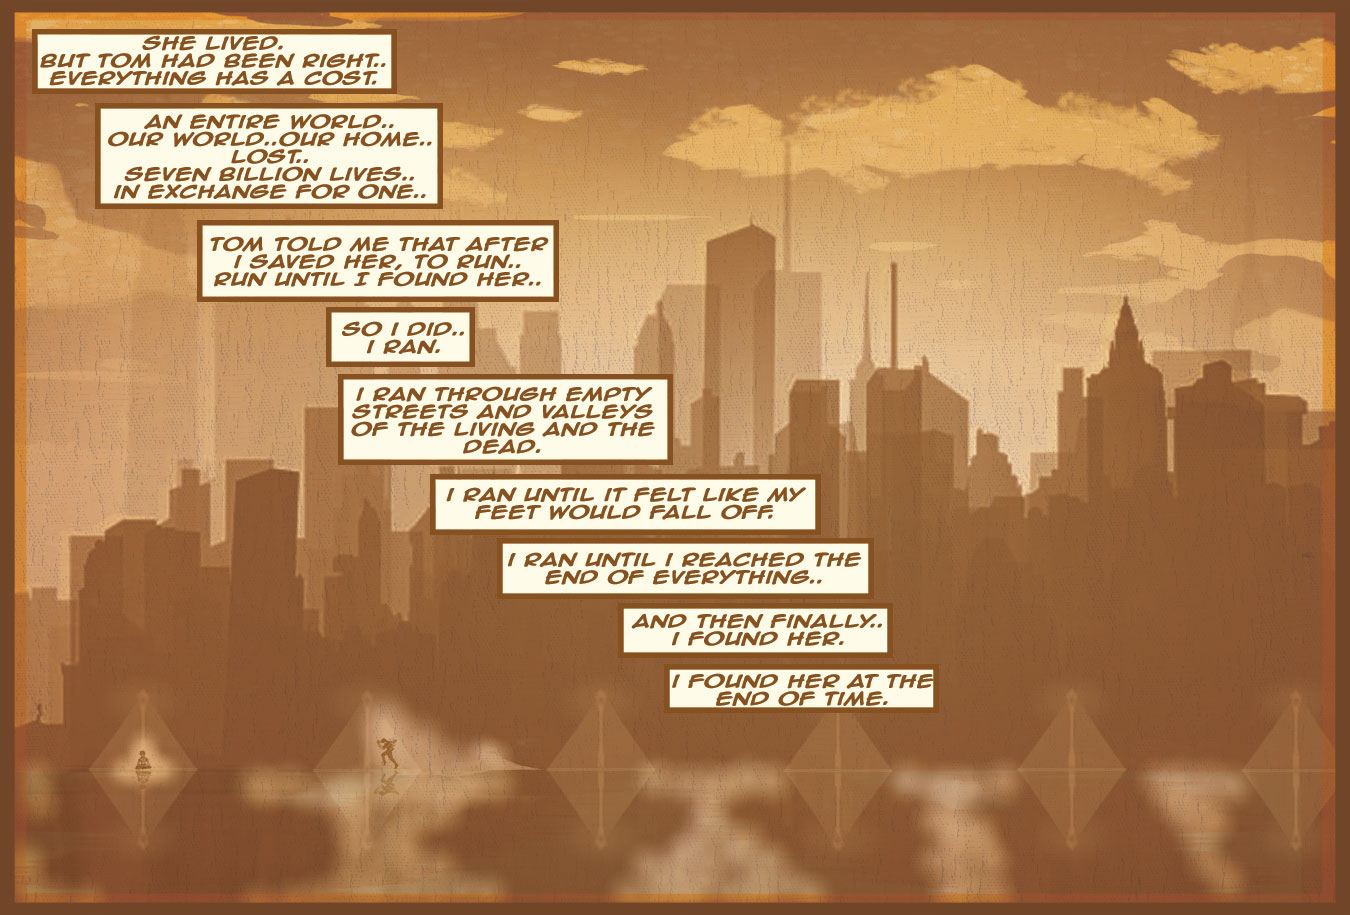 SHE LIVED.
BUT TOM HAD BEEN RIGHT..
EVERYTHING HAS A COST.
AN ENTIRE WORLD..
OUR WORLD..OUR HOME..
LOST..
SEVEN BILLION LIVES..
IN EXCHANGE FOR ONE..
TOM TOLD ME THAT AFTER
I SAVED HER, TO RUN..
RUN UNTIL I FOUND HER..
SO I DID..
I RAN.
I RAN THROUGH EMPTY
STREETS AND VALLEYS
OF THE LIVING AND THE
DEAD.
I RAN UNTIL IT FELT LIKE MY
FEET WOULD FALL OFF.
I RAN UNTIL I REACHED THE
END OF EVERYTHING..
AND THEN FINALLY..
I FOUND HER.
I FOUND HER AT THE
END OF TIME.